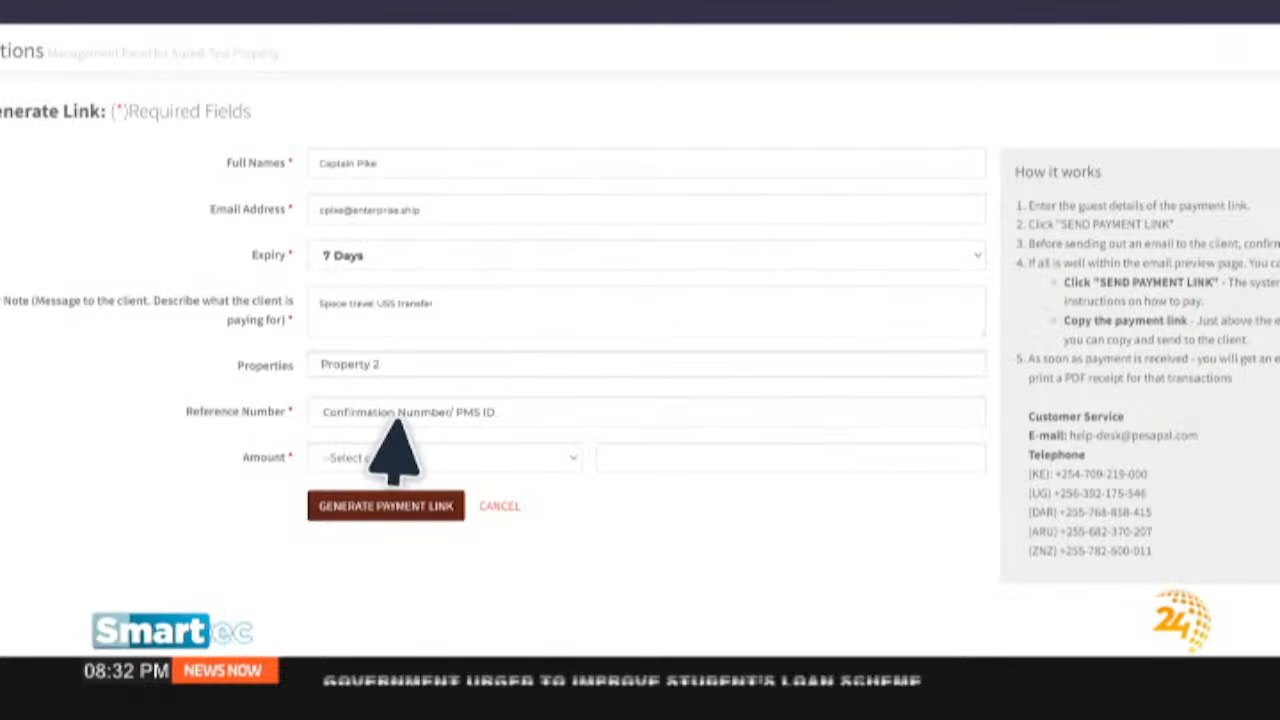 tions Management Panel for Sura8 Test Property
enerate Link: (*)Required Fields
Full Names * Captain Pike
Email Address * cpike@enterprise.ship
Expiry * 7 Days
Note (Message to the client. Describe what the client is
paying for) * Space travel USS transfer
Properties Property 2
Reference Number * Confirmation Nunmber/ PMS ID
Amount * --Select
GENERATE PAYMENT LINK CANCEL
How it works
1. Enter the guest details of the payment link.
2. Click "SEND PAYMENT LINK"
3. Before sending out an email to the client, confirm
4. If all is well within the email preview page. You ca
Click "SEND PAYMENT LINK" - The system
instructions on how to pay.
Copy the payment link - Just above the e
you can copy and send to the client.
5. As soon as payment is received - you will get an e
print a PDF receipt for that transactions
Customer Service
E-mail: help-desk@pesapal.com
Telephone
(KE): +254-709-219-000
(UG) +256-392-175-546
(DAR) +255-768-858-415
(ARU) +255-682-370-207
(ZNZ) +255-782-500-011
Smartec
24
08:32 PM NEWS NOW
GOVERNMENT URGED TO IMPROVE STUDENT'S LOAN SCHEME